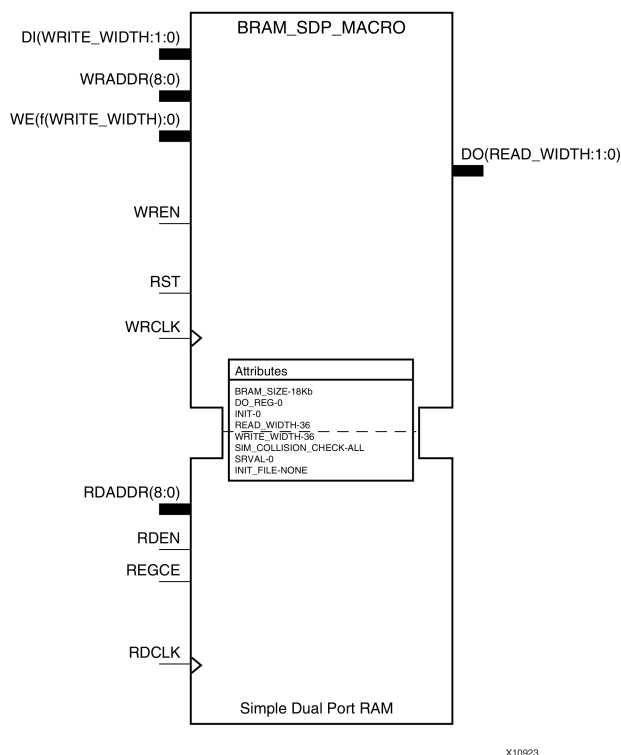 BRAM_SDP_MACRO
DI(WRITE_WIDTH:1:0)
WRADDR(8:0)
WE(f(WRITE_WIDTH):0)
DO(READ_WIDTH:1:0)
WREN
RST
WRCLK
Attributes
BRAM_SIZE-18Kb
DO_REG-0
INIT-0
READ_WIDTH-36
WRITE_WIDTH-36
SIM_COLLISION_CHECK-ALL
SRVAL-0
INIT_FILE-NONE
RDADDR(8:0)
RDEN
REGCE
RDCLK
Simple Dual Port RAM
X10923